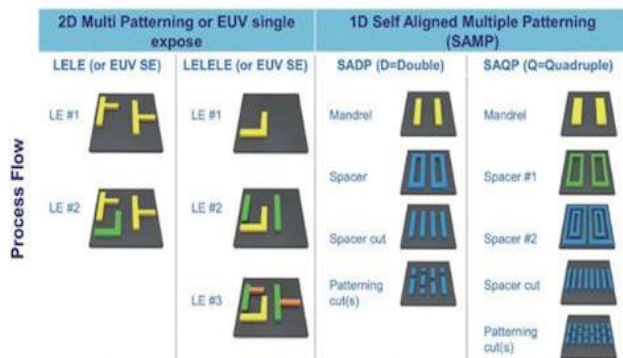 2D Multi Patterning or EUV single
expose
1D Self Aligned Multiple Patterning
(SAMP)
LELE (or EUV SE)
LELELE (or EUV SE)
SADP (D=Double)
SAQP (Q=Quadruple)
Process Flow
LE #1
LE #2
LE #1
LE #2
LE #3
Mandrel
Spacer
Spacer cut
Patterning
cut(s)
Mandrel
Spacer #1
Spacer #2
Spacer cut
Patterning
cut(s)